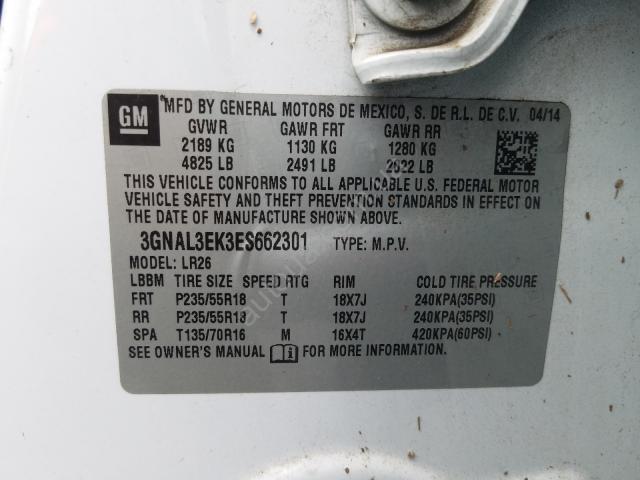 GM
MFD BY GENERAL MOTORS DE MEXICO, S. DE R.L. DE C.V. 04/14
GVWR GAWR FRT GAWR RR
2189 KG 1130 KG 1280 KG
4825 LB 2491 LB 2822 LB
THIS VEHICLE CONFORMS TO ALL APPLICABLE U.S. FEDERAL MOTOR
VEHICLE SAFETY AND THEFT PREVENTION STANDARDS IN EFFECT ON
THE DATE OF MANUFACTURE SHOWN ABOVE.
3GNAL3EK3ES662301 TYPE: M.P.V.
MODEL: LR26
LBBM TIRE SIZE SPEED RTG RIM COLD TIRE PRESSURE
FRT P235/55R18 T 18X7J 240KPA(35PSI)
RR P235/55R18 T 18X7J 240KPA(35PSI)
SPA T135/70R16 M 16X4T 420KPA(60PSI)
SEE OWNER'S MANUAL FOR MORE INFORMATION.